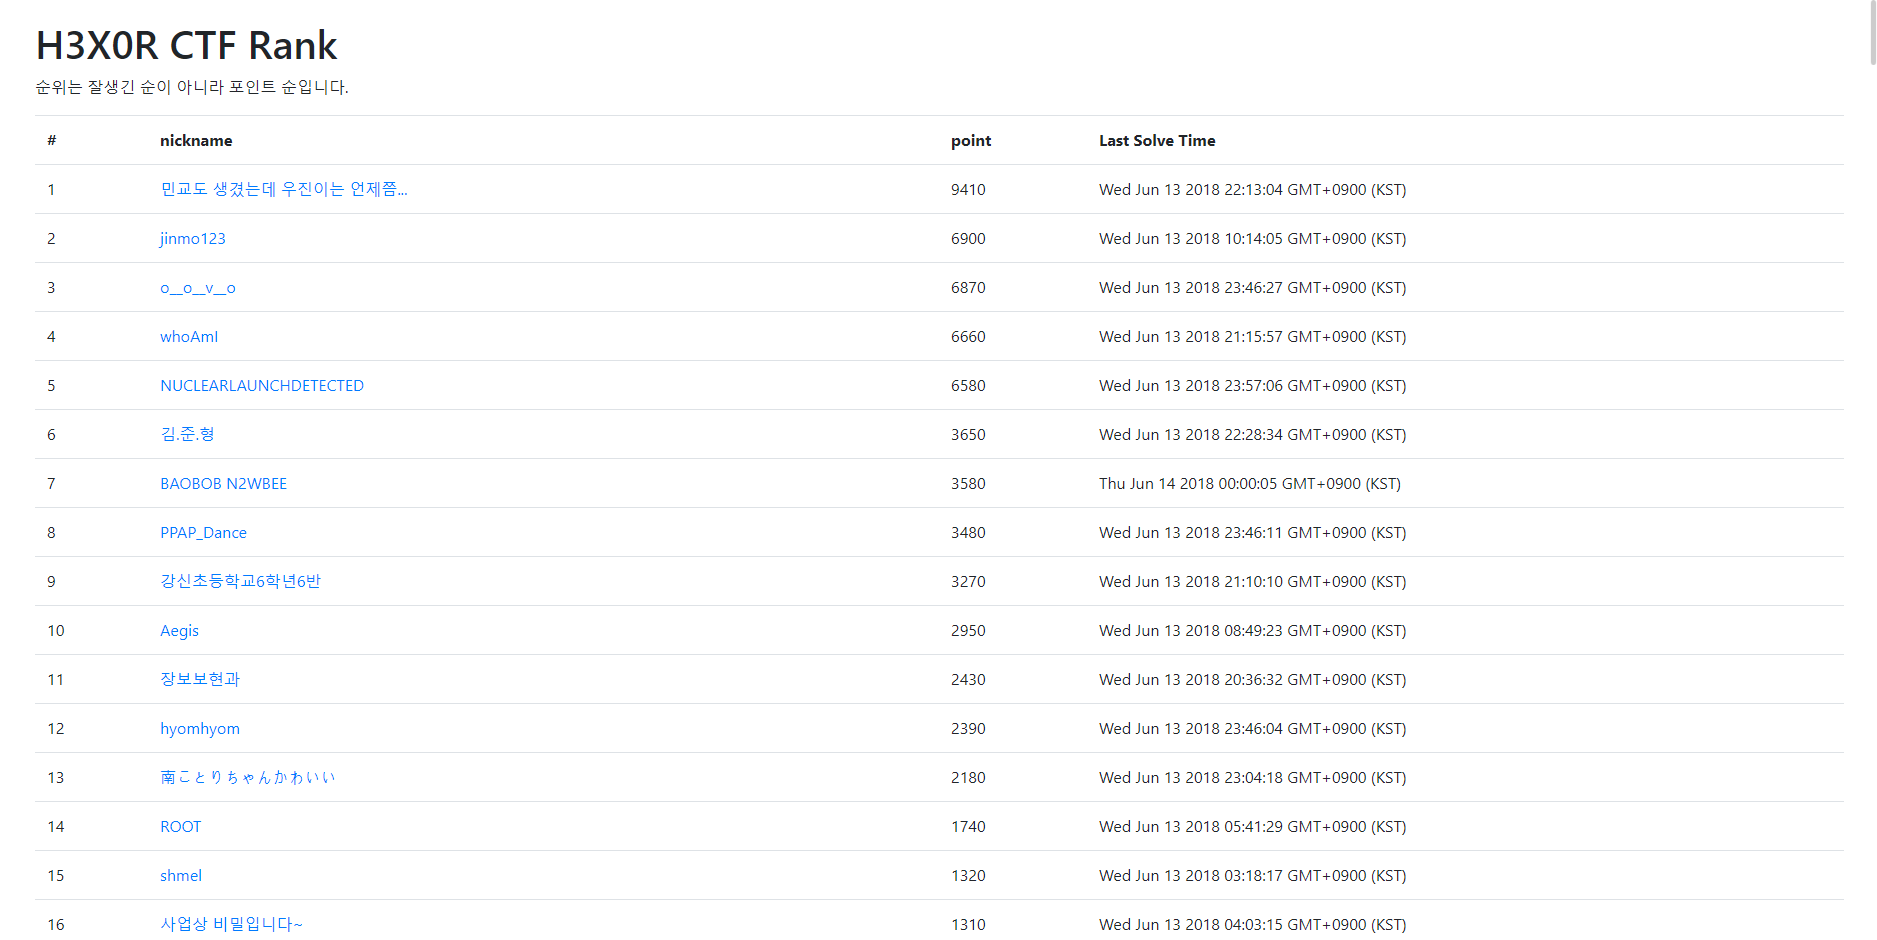 H3X0R CTF Rank
순위는 잘생긴 순이 아니라 포인트 순입니다.
# nickname point Last Solve Time
1 민교도 생겼는데 우진이는 언제쯤... 9410 Wed Jun 13 2018 22:13:04 GMT+0900 (KST)
2 jinmo123 6900 Wed Jun 13 2018 10:14:05 GMT+0900 (KST)
3 o__o__v__o 6870 Wed Jun 13 2018 23:46:27 GMT+0900 (KST)
4 whoAmI 6660 Wed Jun 13 2018 21:15:57 GMT+0900 (KST)
5 NUCLEARLAUNCHDETECTED 6580 Wed Jun 13 2018 23:57:06 GMT+0900 (KST)
6 김.준.형 3650 Wed Jun 13 2018 22:28:34 GMT+0900 (KST)
7 BAOBOB N2WBEE 3580 Thu Jun 14 2018 00:00:05 GMT+0900 (KST)
8 PPAP_Dance 3480 Wed Jun 13 2018 23:46:11 GMT+0900 (KST)
9 강신초등학교6학년6반 3270 Wed Jun 13 2018 21:10:10 GMT+0900 (KST)
10 Aegis 2950 Wed Jun 13 2018 08:49:23 GMT+0900 (KST)
11 장보보현과 2430 Wed Jun 13 2018 20:36:32 GMT+0900 (KST)
12 hyomhyom 2390 Wed Jun 13 2018 23:46:04 GMT+0900 (KST)
13 南ことりちゃんかわいい 2180 Wed Jun 13 2018 23:04:18 GMT+0900 (KST)
14 ROOT 1740 Wed Jun 13 2018 05:41:29 GMT+0900 (KST)
15 shmel 1320 Wed Jun 13 2018 03:18:17 GMT+0900 (KST)
16 사업상 비밀입니다~ 1310 Wed Jun 13 2018 04:03:15 GMT+0900 (KST)